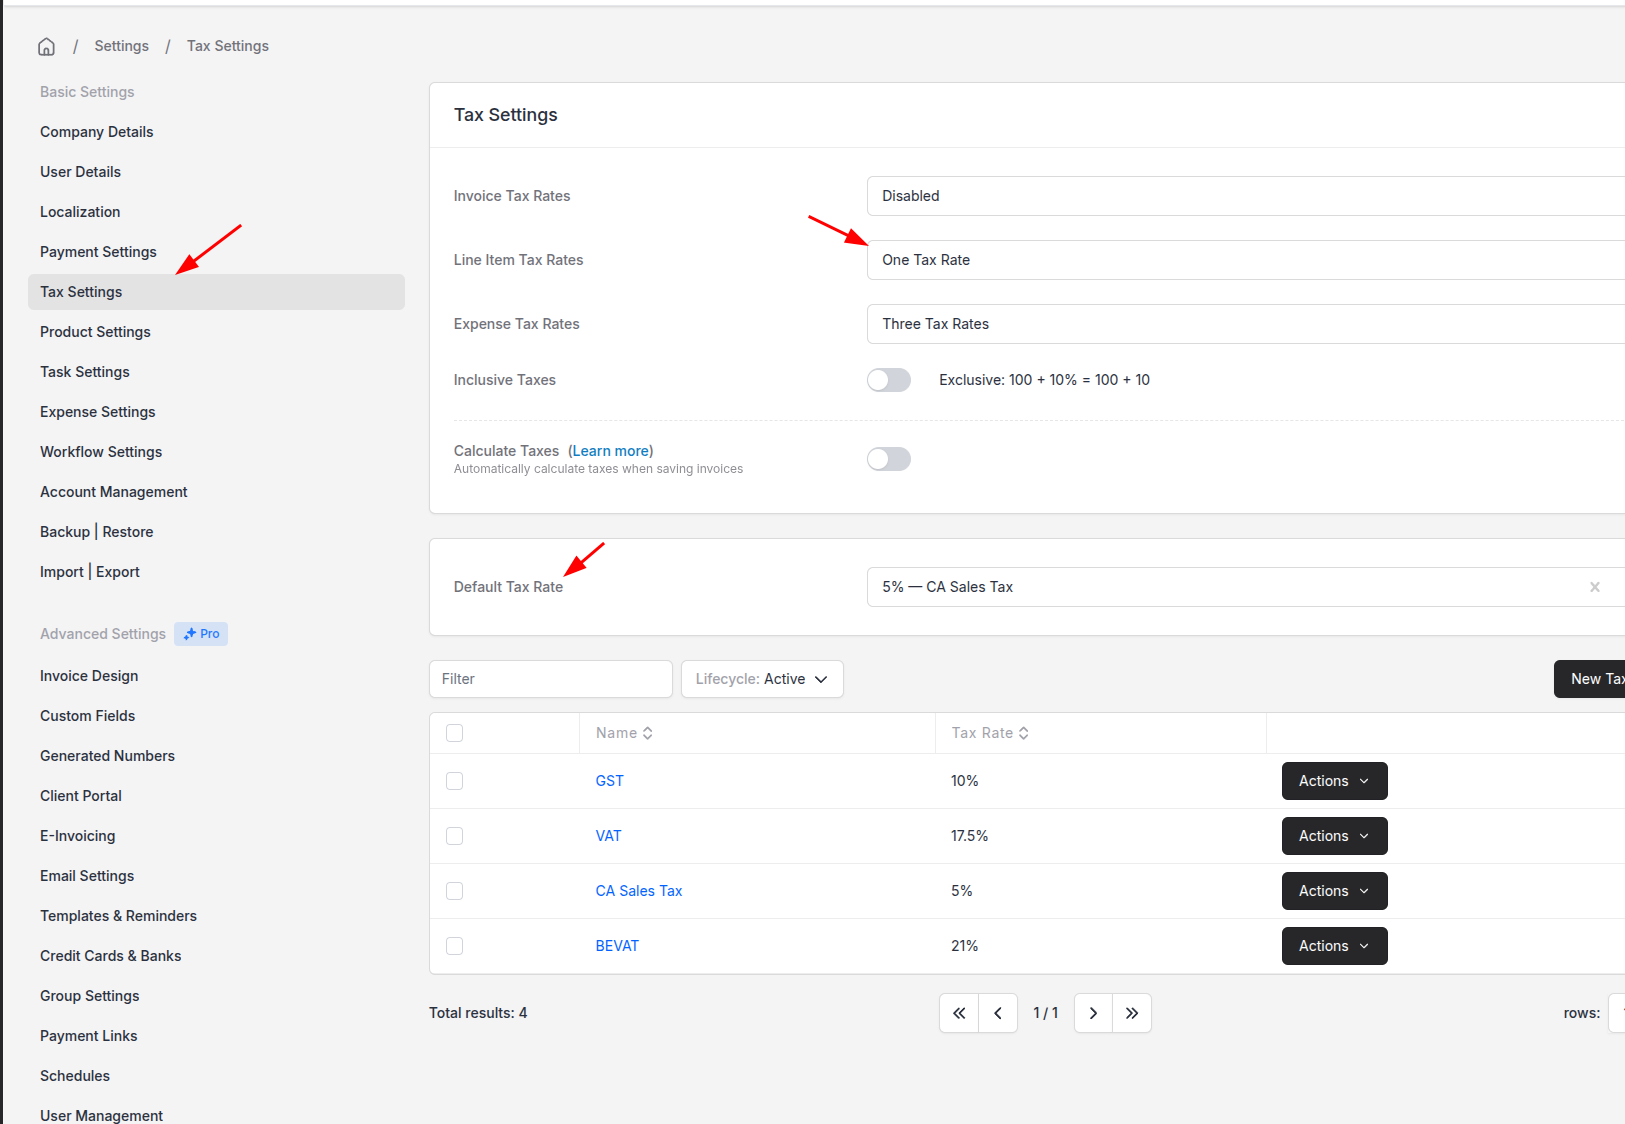 / Settings / Tax Settings
Basic Settings
Company Details
User Details
Localization
Payment Settings
Tax Settings
Product Settings
Task Settings
Expense Settings
Workflow Settings
Account Management
Backup | Restore
Import | Export
Advanced Settings Pro
Invoice Design
Custom Fields
Generated Numbers
Client Portal
E-Invoicing
Email Settings
Templates & Reminders
Credit Cards & Banks
Group Settings
Payment Links
Schedules
User Management
Tax Settings
Invoice Tax Rates Disabled
Line Item Tax Rates One Tax Rate
Expense Tax Rates Three Tax Rates
Inclusive Taxes Exclusive: 100 + 10% = 100 + 10
Calculate Taxes (Learn more)
Automatically calculate taxes when saving invoices
Default Tax Rate 5% — CA Sales Tax
Filter Lifecycle: Active New Tax
Name Tax Rate
GST 10% Actions
VAT 17.5% Actions
CA Sales Tax 5% Actions
BEVAT 21% Actions
Total results: 4 1 / 1 rows: